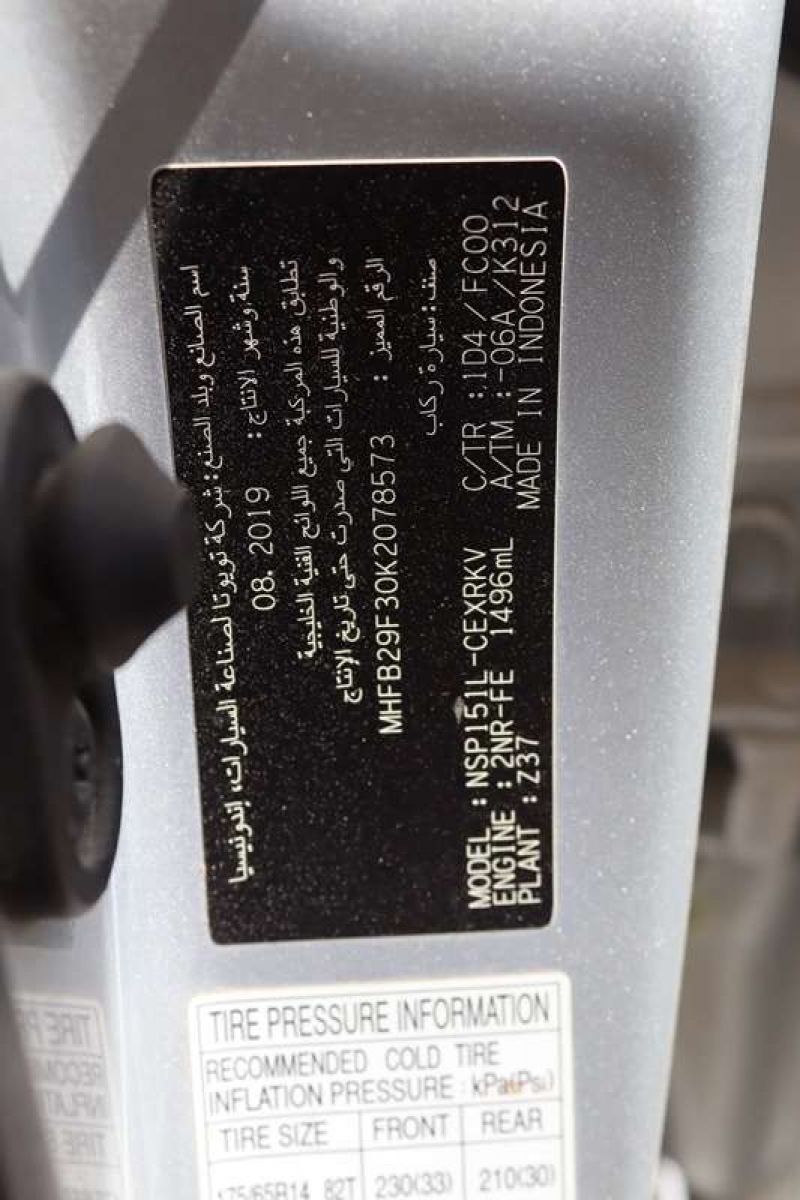 اسم الصانع وبلد الصنع: شركة تويوتا لصناعة السيارات، إندونيسيا
سنة وشهر الإنتاج: 08.2019
تطابق هذه المركبة جميع اللوائح الفنية الخليجية
والوطنية للسيارات التي صدرت حتى تاريخ الإنتاج
الرقم المميز: MHFB29F30K2078573
صنف: سيارة ركاب
MODEL : NSP151L-CEXRKV C/TR : 1D4 / FC00
ENGINE : 2NR-FE 1496mL A/TM : -06A / K312
PLANT : Z37 MADE IN INDONESIA
TIRE PRESSURE INFORMATION
RECOMMENDED COLD TIRE
INFLATION PRESSURE : kPa(Psi)
TIRE SIZE FRONT REAR
175/65R14 82T 230(33) 210(30)